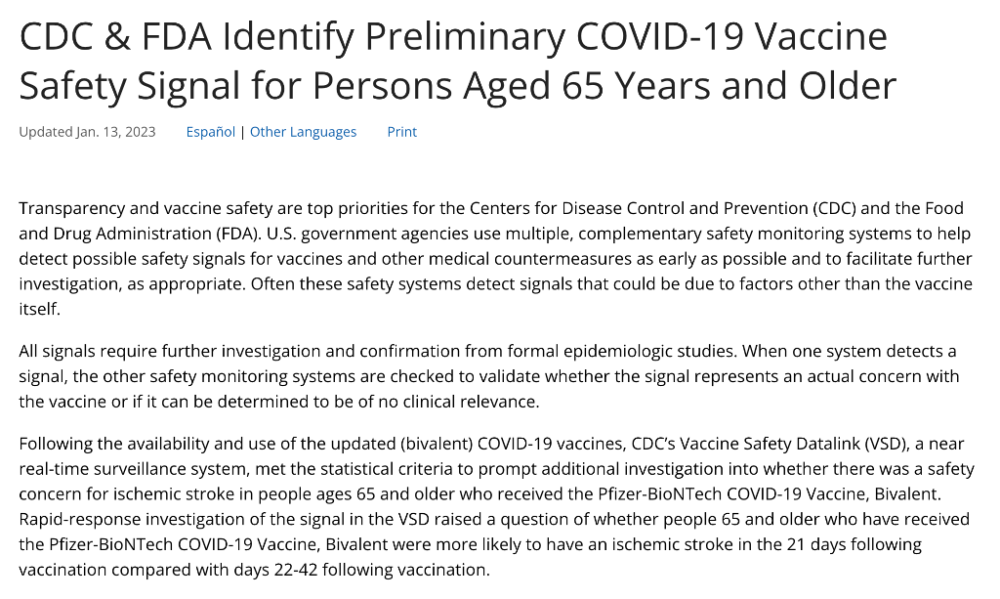 CDC & FDA Identify Preliminary COVID-19 Vaccine
Safety Signal for Persons Aged 65 Years and Older
Updated Jan. 13, 2023 Español | Other Languages Print
Transparency and vaccine safety are top priorities for the Centers for Disease Control and Prevention (CDC) and the Food
and Drug Administration (FDA). U.S. government agencies use multiple, complementary safety monitoring systems to help
detect possible safety signals for vaccines and other medical countermeasures as early as possible and to facilitate further
investigation, as appropriate. Often these safety systems detect signals that could be due to factors other than the vaccine
itself.
All signals require further investigation and confirmation from formal epidemiologic studies. When one system detects a
signal, the other safety monitoring systems are checked to validate whether the signal represents an actual concern with
the vaccine or if it can be determined to be of no clinical relevance.
Following the availability and use of the updated (bivalent) COVID-19 vaccines, CDC’s Vaccine Safety Datalink (VSD), a near
real-time surveillance system, met the statistical criteria to prompt additional investigation into whether there was a safety
concern for ischemic stroke in people ages 65 and older who received the Pfizer-BioNTech COVID-19 Vaccine, Bivalent.
Rapid-response investigation of the signal in the VSD raised a question of whether people 65 and older who have received
the Pfizer-BioNTech COVID-19 Vaccine, Bivalent were more likely to have an ischemic stroke in the 21 days following
vaccination compared with days 22-42 following vaccination.